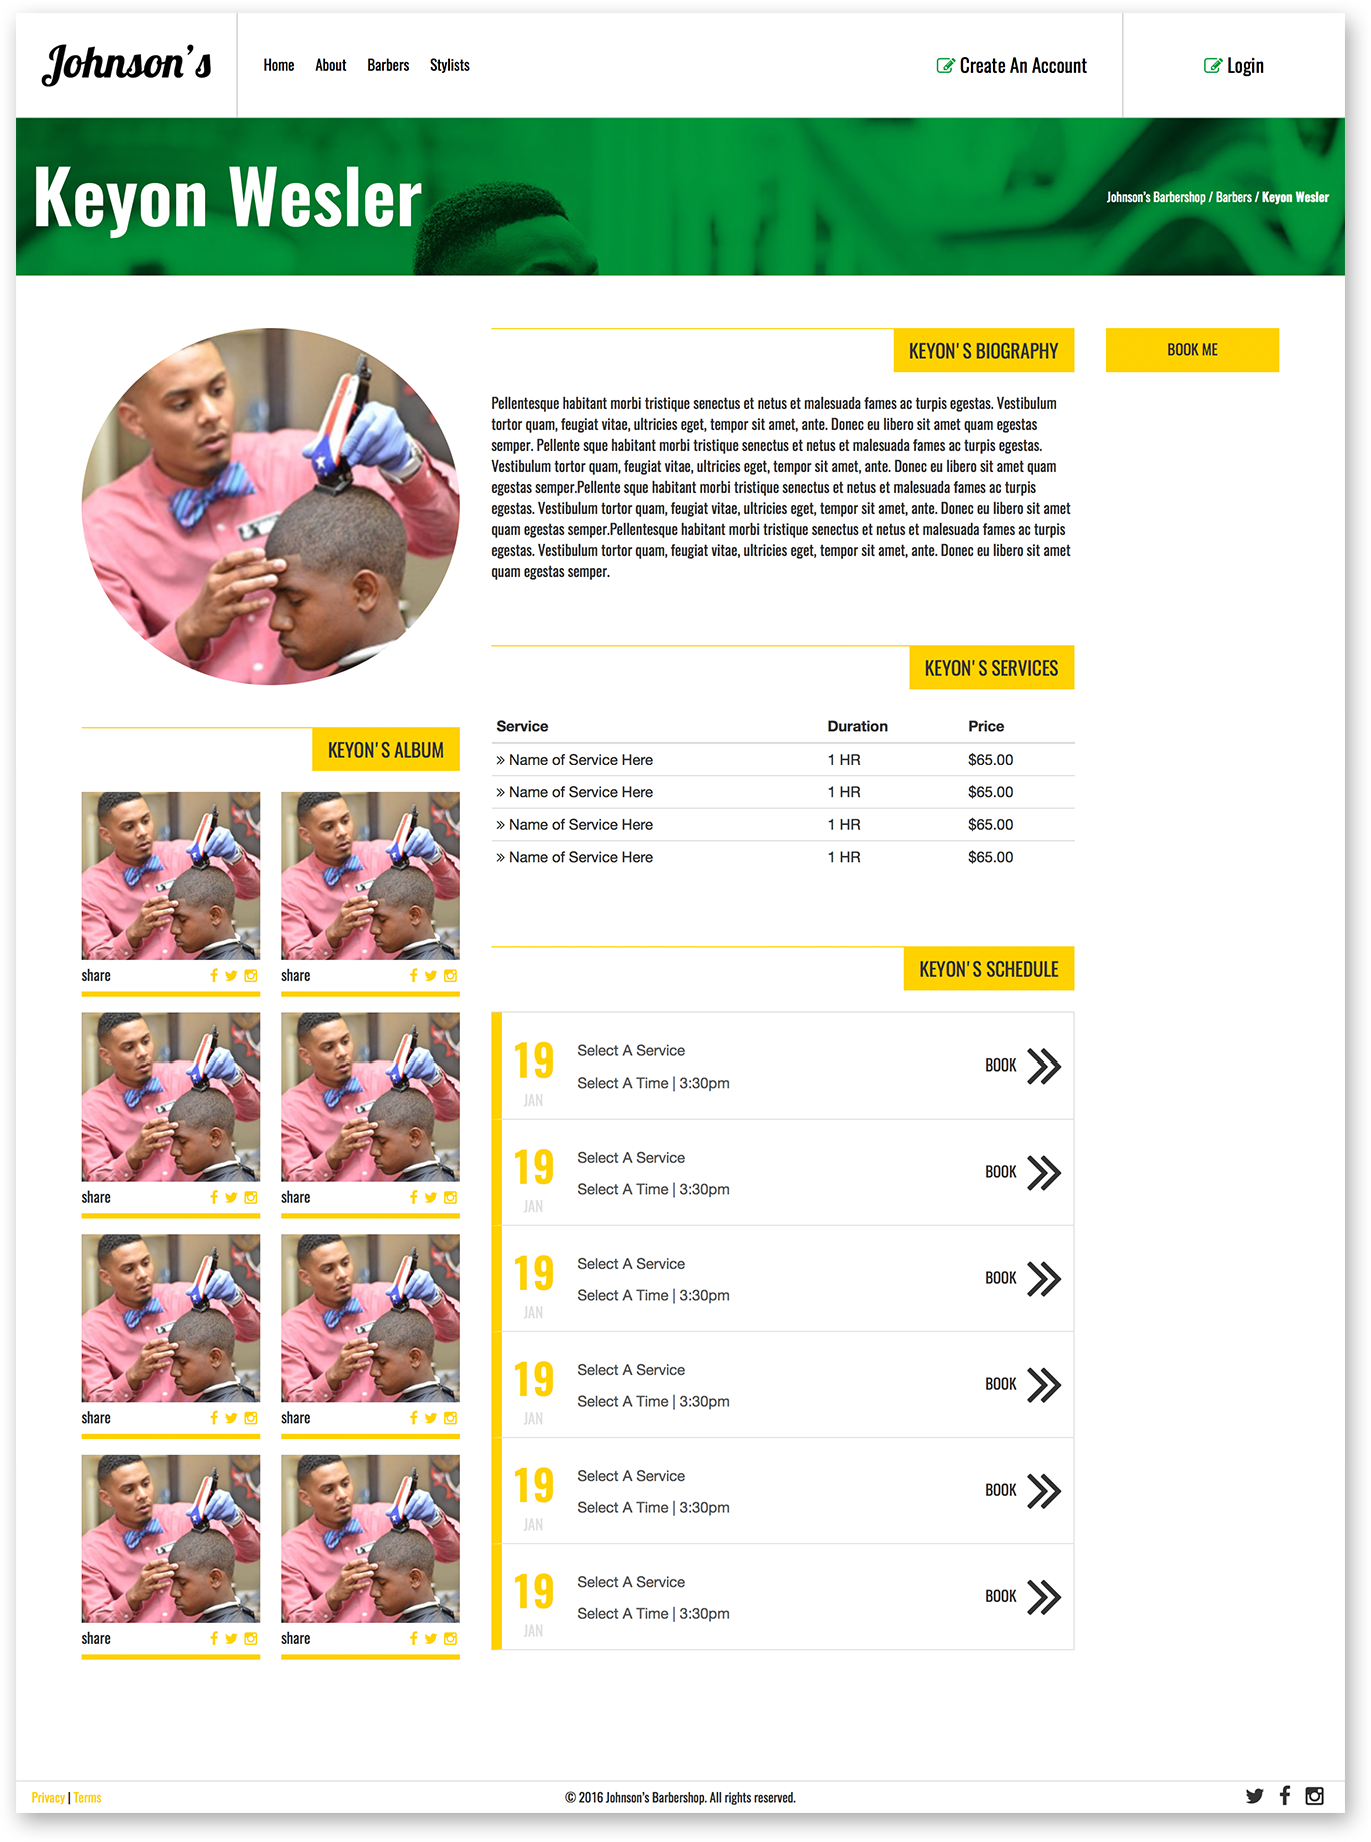 Johnson's
Home About Barbers Stylists
Create An Account
Login
Keyon Wesler
Johnson's Barbershop / Barbers / Keyon Wesler
KEYON'S BIOGRAPHY
BOOK ME
Pellentesque habitant morbi tristique senectus et netus et malesuada fames ac turpis egestas. Vestibulum
tortor quam, feugiat vitae, ultricies eget, tempor sit amet, ante. Donec eu libero sit amet quam egestas
semper. Pellente sque habitant morbi tristique senectus et netus et malesuada fames ac turpis egestas.
Vestibulum tortor quam, feugiat vitae, ultricies eget, tempor sit amet, ante. Donec eu libero sit amet quam
egestas semper.Pellente sque habitant morbi tristique senectus et netus et malesuada fames ac turpis
egestas. Vestibulum tortor quam, feugiat vitae, ultricies eget, tempor sit amet, ante. Donec eu libero sit amet
quam egestas semper.Pellentesque habitant morbi tristique senectus et netus et malesuada fames ac turpis
egestas. Vestibulum tortor quam, feugiat vitae, ultricies eget, tempor sit amet, ante. Donec eu libero sit amet
quam egestas semper.
KEYON'S SERVICES
Service Duration Price
» Name of Service Here 1 HR $65.00
» Name of Service Here 1 HR $65.00
» Name of Service Here 1 HR $65.00
» Name of Service Here 1 HR $65.00
KEYON'S ALBUM
share share
share share
share share
share share
KEYON'S SCHEDULE
19 JAN
Select A Service
Select A Time | 3:30pm
BOOK
19 JAN
Select A Service
Select A Time | 3:30pm
BOOK
19 JAN
Select A Service
Select A Time | 3:30pm
BOOK
19 JAN
Select A Service
Select A Time | 3:30pm
BOOK
19 JAN
Select A Service
Select A Time | 3:30pm
BOOK
19 JAN
Select A Service
Select A Time | 3:30pm
BOOK
Privacy | Terms
© 2016 Johnson's Barbershop. All rights reserved.